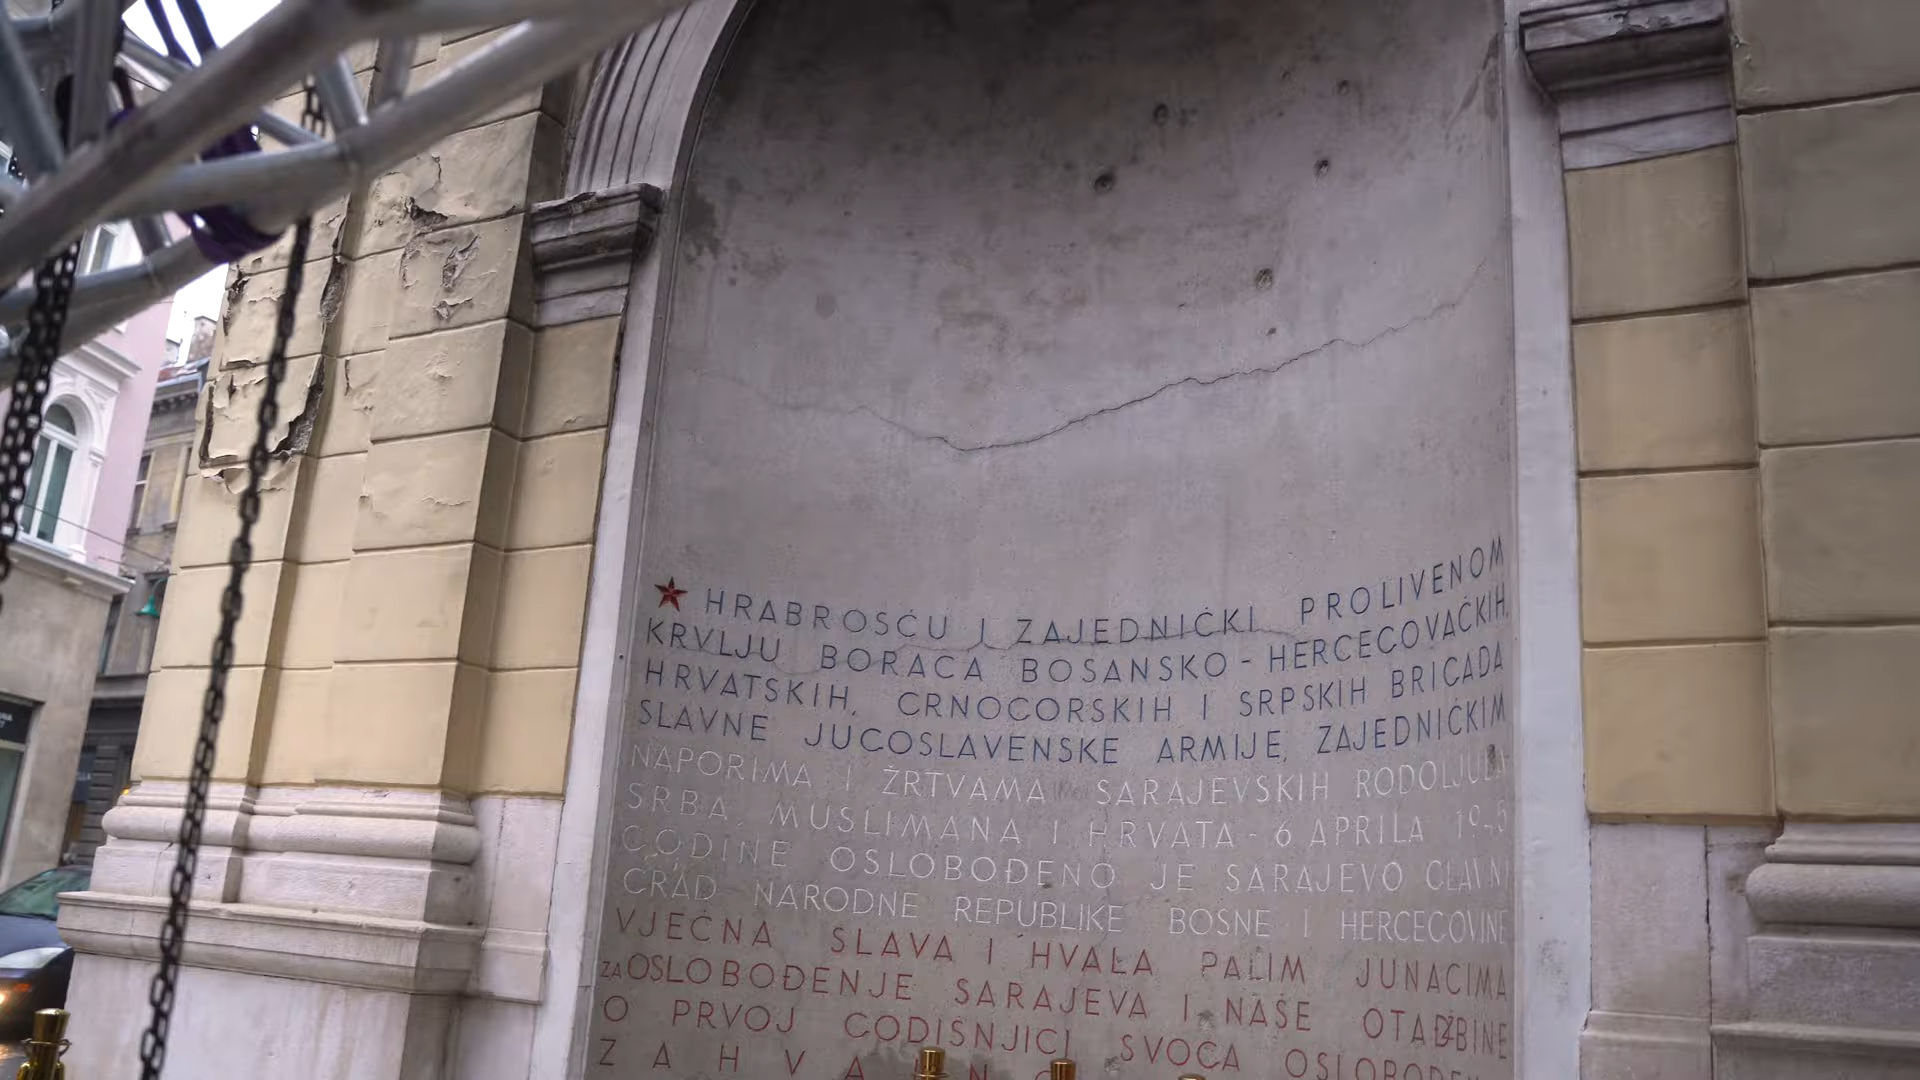 HRABROŠĆU I ZAJEDNIČKI PROLIVENOM
KRVLJU BORACA BOSANSKO-HERCEGOVAČKIH,
HRVATSKIH, CRNOGORSKIH I SRPSKIH BRIGADA
SLAVNE JUGOSLAVENSKE ARMIJE, ZAJEDNIČKIM
NAPORIMA I ŽRTVAMA SARAJEVSKIH RODOLJUBA
SRBA, MUSLIMANA I HRVATA - 6 APRILA 1945
GODINE OSLOBOĐENO JE SARAJEVO GLAVNI
GRAD NARODNE REPUBLIKE BOSNE I HERCEGOVINE
VJEČNA SLAVA I HVALA PALIM JUNACIMA
ZA OSLOBOĐENJE SARAJEVA I NAŠE OTADŽBINE
O PRVOJ GODIŠNJICI SVOGA